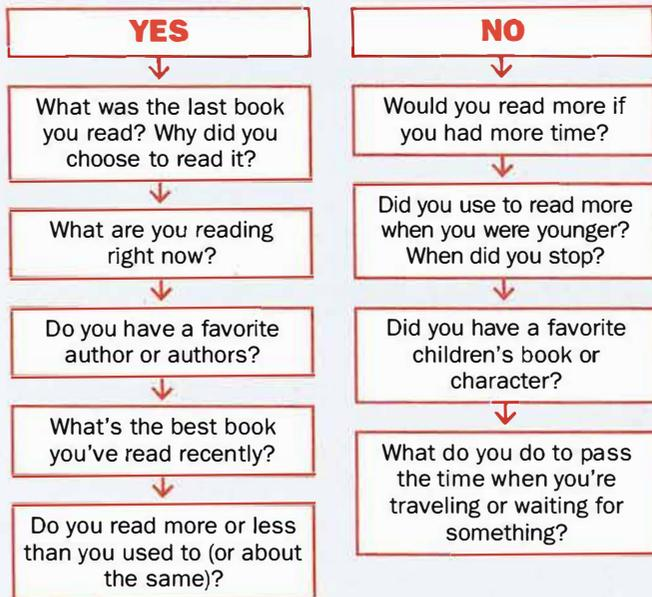 YES
What was the last book
you read? Why did you
choose to read it?
What are you reading
right now?
Do you have a favorite
author or authors?
What's the best book
you've read recently?
Do you read more or less
than you used to (or about
the same)?
NO
Would you read more if
you had more time?
Did you use to read more
when you were younger?
When did you stop?
Did you have a favorite
children's book or
character?
What do you do to pass
the time when you're
traveling or waiting for
something?